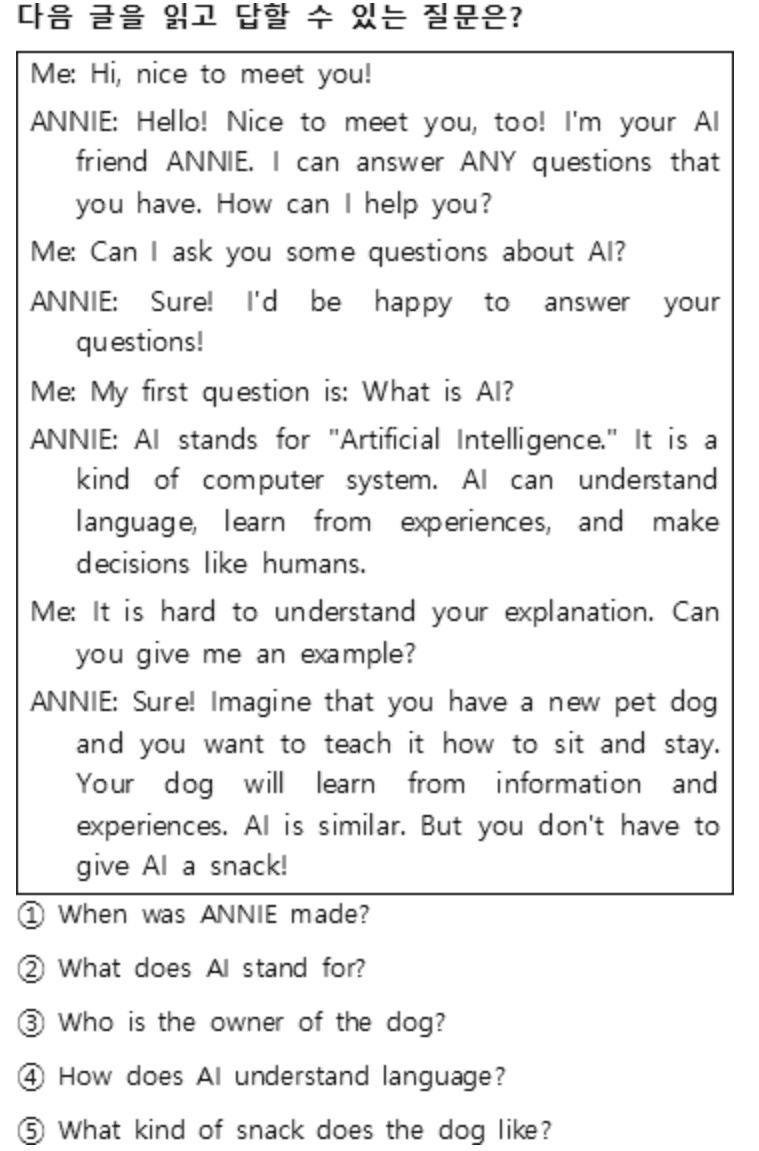 다음 글을 읽고 답할 수 있는 질문은?
Me: Hi, nice to meet you!
ANNIE: Hello! Nice to meet you, too! I'm your AI
friend ANNIE. I can answer ANY questions that
you have. How can I help you?
Me: Can I ask you some questions about AI?
ANNIE: Sure! I'd be happy to answer your
questions!
Me: My first question is: What is AI?
ANNIE: AI stands for "Artificial Intelligence." It is a
kind of computer system. AI can understand
language, learn from experiences, and make
decisions like humans.
Me: It is hard to understand your explanation. Can
you give me an example?
ANNIE: Sure! Imagine that you have a new pet dog
and you want to teach it how to sit and stay.
Your dog will learn from information and
experiences. AI is similar. But you don't have to
give AI a snack!
① When was ANNIE made?
② What does AI stand for?
③ Who is the owner of the dog?
④ How does AI understand language?
⑤ What kind of snack does the dog like?